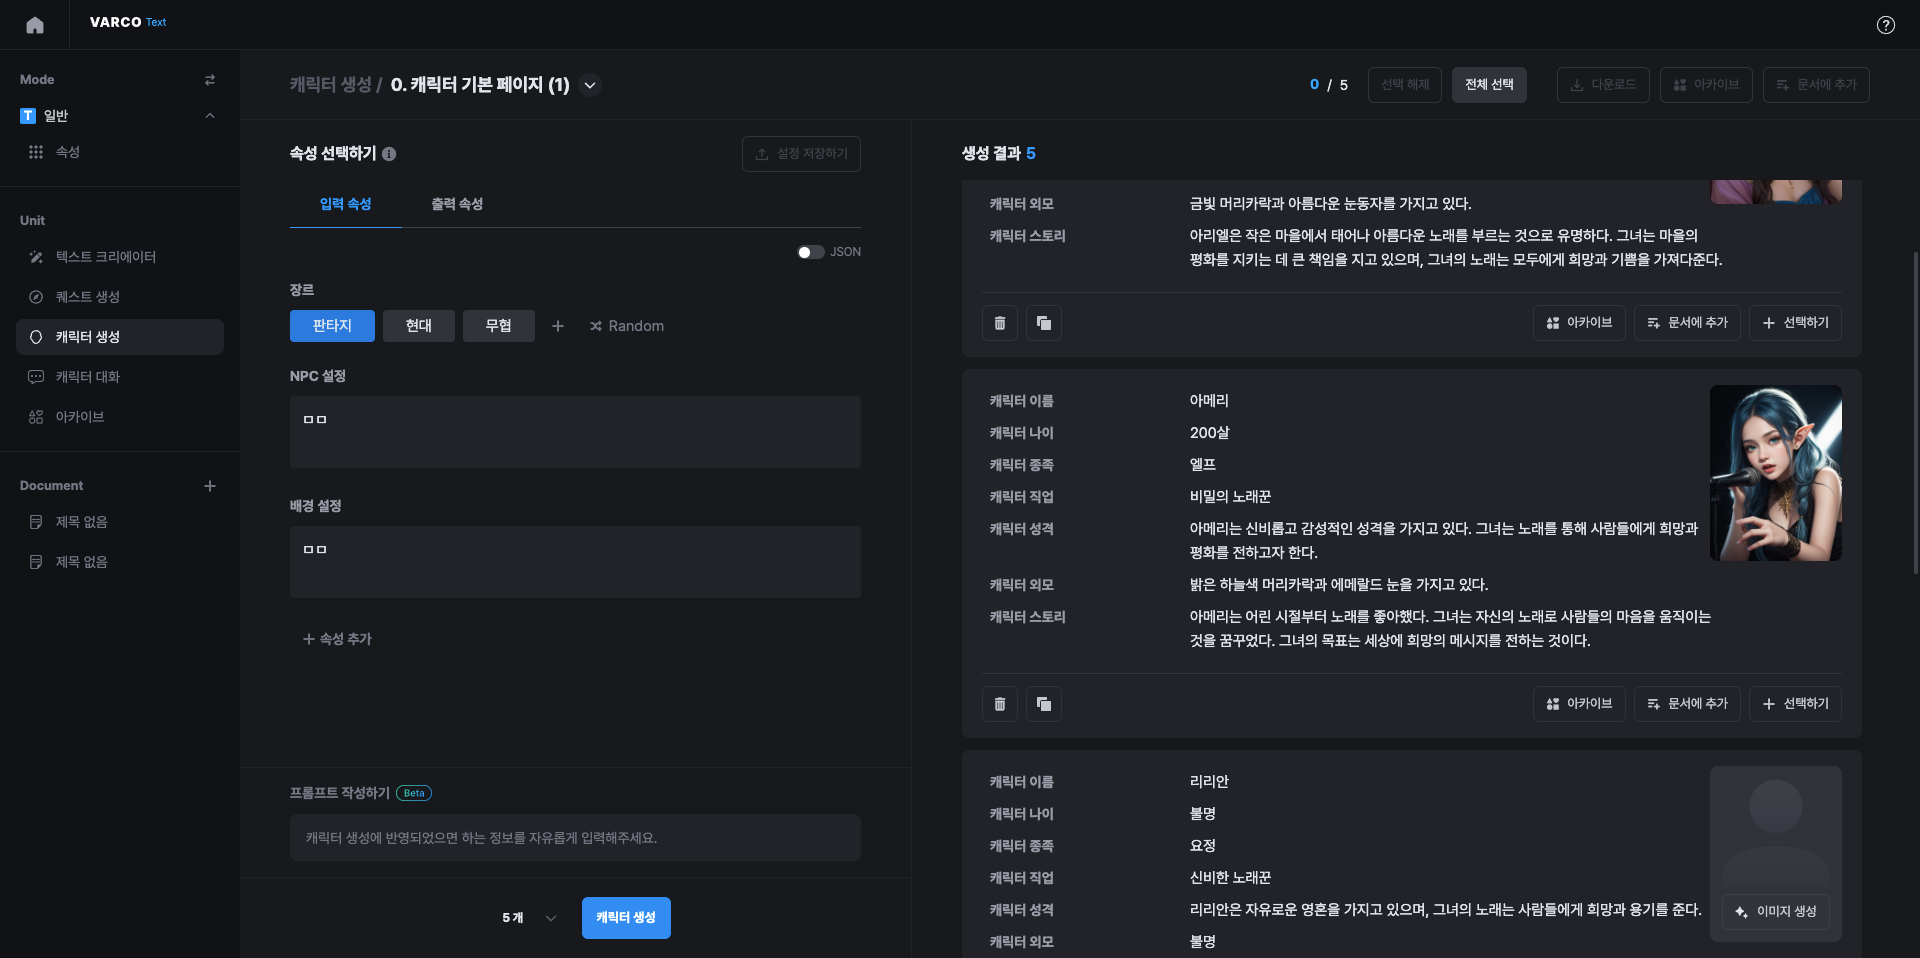 VARCO Text
Mode
일반
속성
Unit
텍스트 크리에이터
퀘스트 생성
캐릭터 생성
캐릭터 대화
아카이브
Document
제목 없음
제목 없음
캐릭터 생성 / 0. 캐릭터 기본 페이지 (1)
0 / 5
선택 해제
전체 선택
다운로드
아카이브
문서에 추가
속성 선택하기
설정 저장하기
입력 속성
출력 속성
JSON
장르
판타지
현대
무협
Random
NPC 설정
ㅁㅁ
배경 설정
ㅁㅁ
속성 추가
프롬프트 작성하기 Beta
캐릭터 생성에 반영되었으면 하는 정보를 자유롭게 입력해주세요.
5 개
캐릭터 생성
생성 결과 5
캐릭터 외모 금빛 머리카락과 아름다운 눈동자를 가지고 있다.
캐릭터 스토리 아리엘은 작은 마을에서 태어나 아름다운 노래를 부르는 것으로 유명하다. 그녀는 마을의
평화를 지키는 데 큰 책임을 지고 있으며, 그녀의 노래는 모두에게 희망과 기쁨을 가져다준다.
아카이브
문서에 추가
선택하기
캐릭터 이름 아메리
캐릭터 나이 200살
캐릭터 종족 엘프
캐릭터 직업 비밀의 노래꾼
캐릭터 성격 아메리는 신비롭고 감성적인 성격을 가지고 있다. 그녀는 노래를 통해 사람들에게 희망과
평화를 전하고자 한다.
캐릭터 외모 밝은 하늘색 머리카락과 에메랄드 눈을 가지고 있다.
캐릭터 스토리 아메리는 어린 시절부터 노래를 좋아했다. 그녀는 자신의 노래로 사람들의 마음을 움직이는
것을 꿈꾸었다. 그녀의 목표는 세상에 희망의 메시지를 전하는 것이다.
아카이브
문서에 추가
선택하기
캐릭터 이름 리리안
캐릭터 나이 불명
캐릭터 종족 요정
캐릭터 직업 신비한 노래꾼
캐릭터 성격 리리안은 자유로운 영혼을 가지고 있으며, 그녀의 노래는 사람들에게 희망과 용기를 준다.
이미지 생성
캐릭터 외모 불명